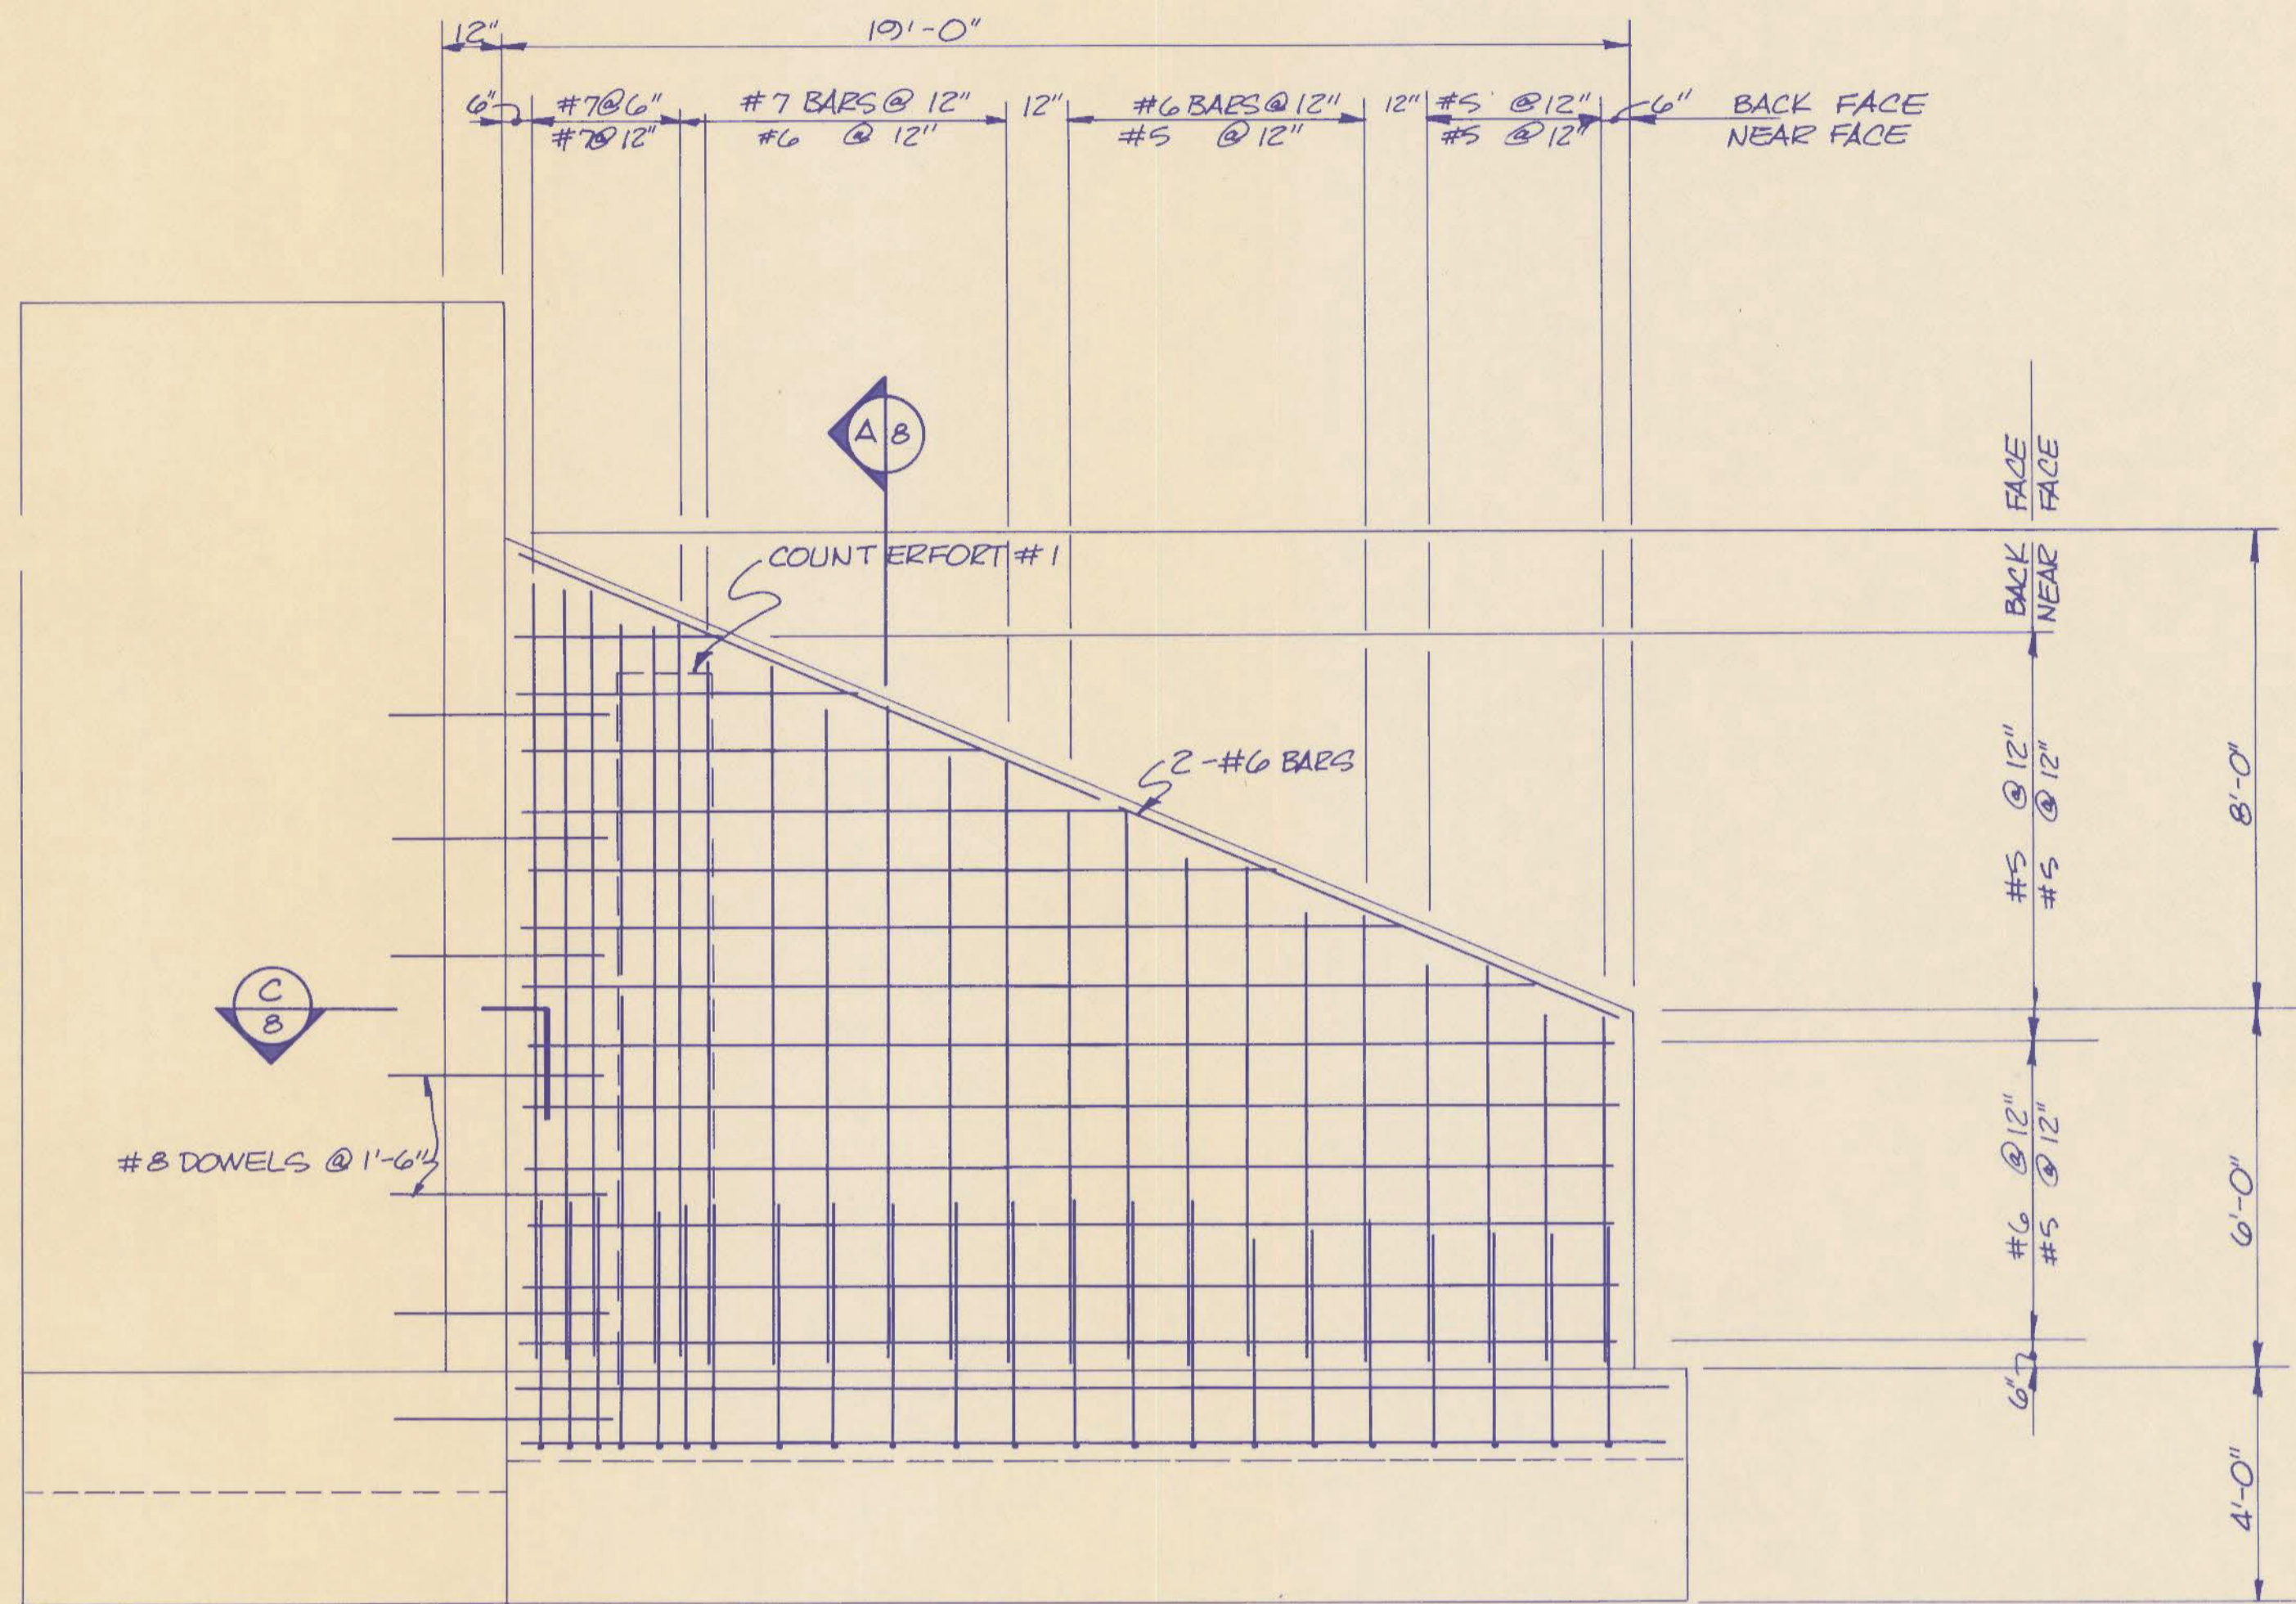 12" 19'-0"
6" #7@6" #7 BARS @ 12" 12" #6 BARS @ 12" 12" #5 @12" 6" BACK FACE
#7@12" #6 @ 12" #5 @ 12" #5 @12" NEAR FACE
A 8
COUNTERFORT #1
BACK FACE
NEAR FACE
2-#6 BARS
#5 @ 12"
#5 @ 12"
8'-0"
C
8
#8 DOWELS @ 1'-6"
#6 @ 12"
#5 @ 12"
6'-0"
6"
4'-0"